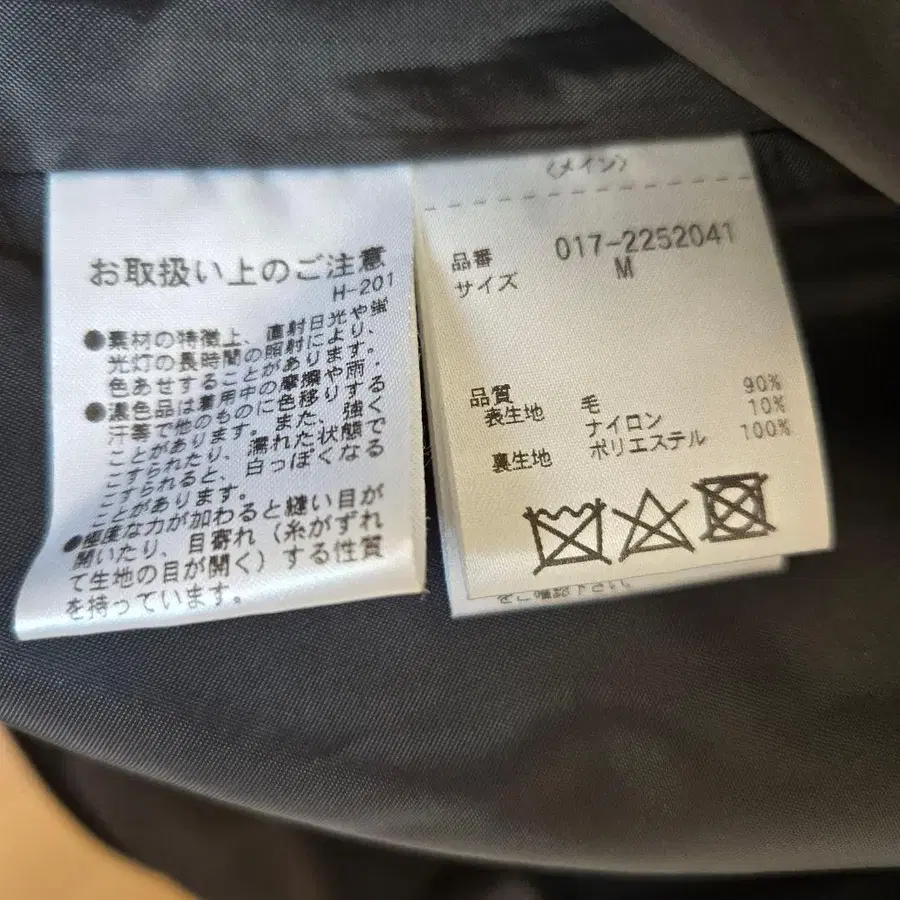 お取扱い上のご注意
H-201
●素材の特徴上、直射日光や蛍
光灯の長時間の照射により、
色あせすることがあります。
●濃色品は着用中の摩擦や雨・
汗等で他のものに色移りする
ことがあります。また、強く
こすられたり、濡れた状態で
こすられると、白っぽくなる
ことがあります。
●極度な力が加わると縫い目が
開いたり、目寄れ（糸がずれ
て生地の目が開く）する性質
を持っています。
〈メイン〉
品番 017-2252041
サイズ M
品質
表生地 毛 90%
ナイロン 10%
裏生地 ポリエステル 100%
をご確認下さい。